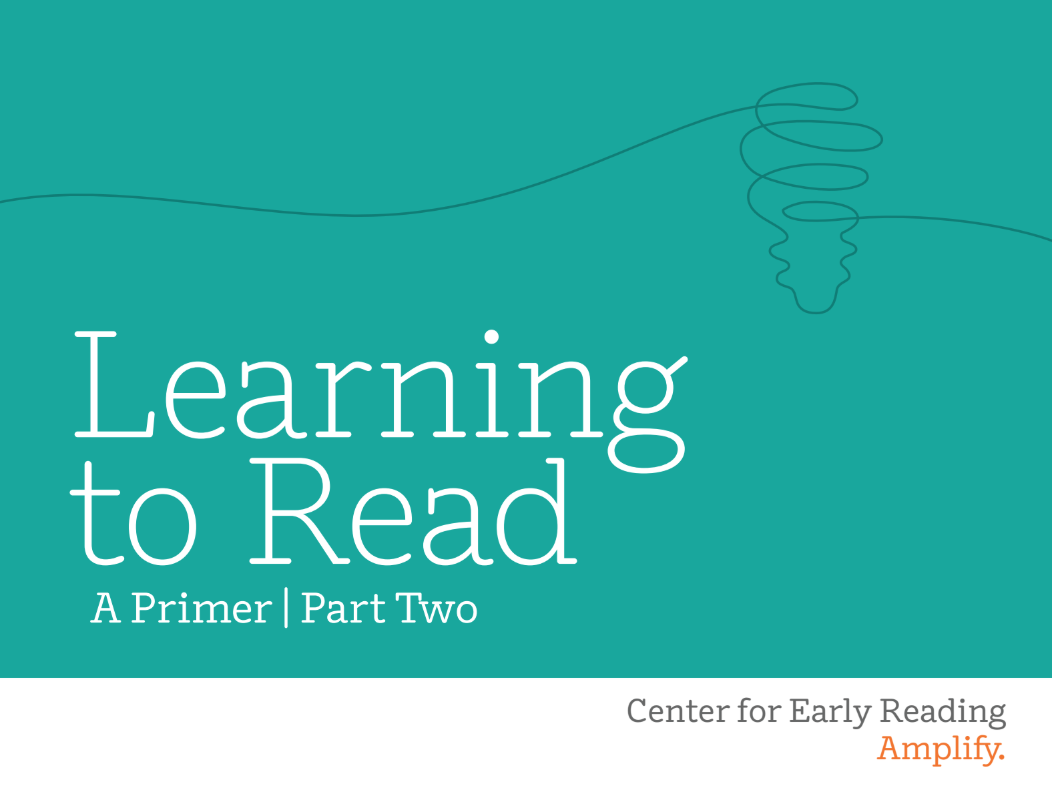 Learning
to Read
A Primer | Part Two
Center for Early Reading
Amplify.